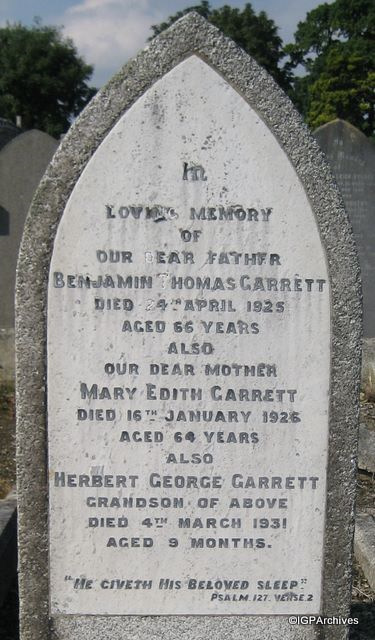 In
LOVING MEMORY
OF
OUR DEAR FATHER
BENJAMIN THOMAS GARRETT
DIED 24TH APRIL 1925
AGED 66 YEARS
ALSO
OUR DEAR MOTHER
MARY EDITH GARRETT
DIED 16TH JANUARY 1926
AGED 64 YEARS
ALSO
HERBERT GEORGE GARRETT
GRANDSON OF ABOVE
DIED 4TH MARCH 1931
AGED 9 MONTHS.
"HE GIVETH HIS BELOVED SLEEP."
PSALM.127. VERSE.2
©IGPArchives